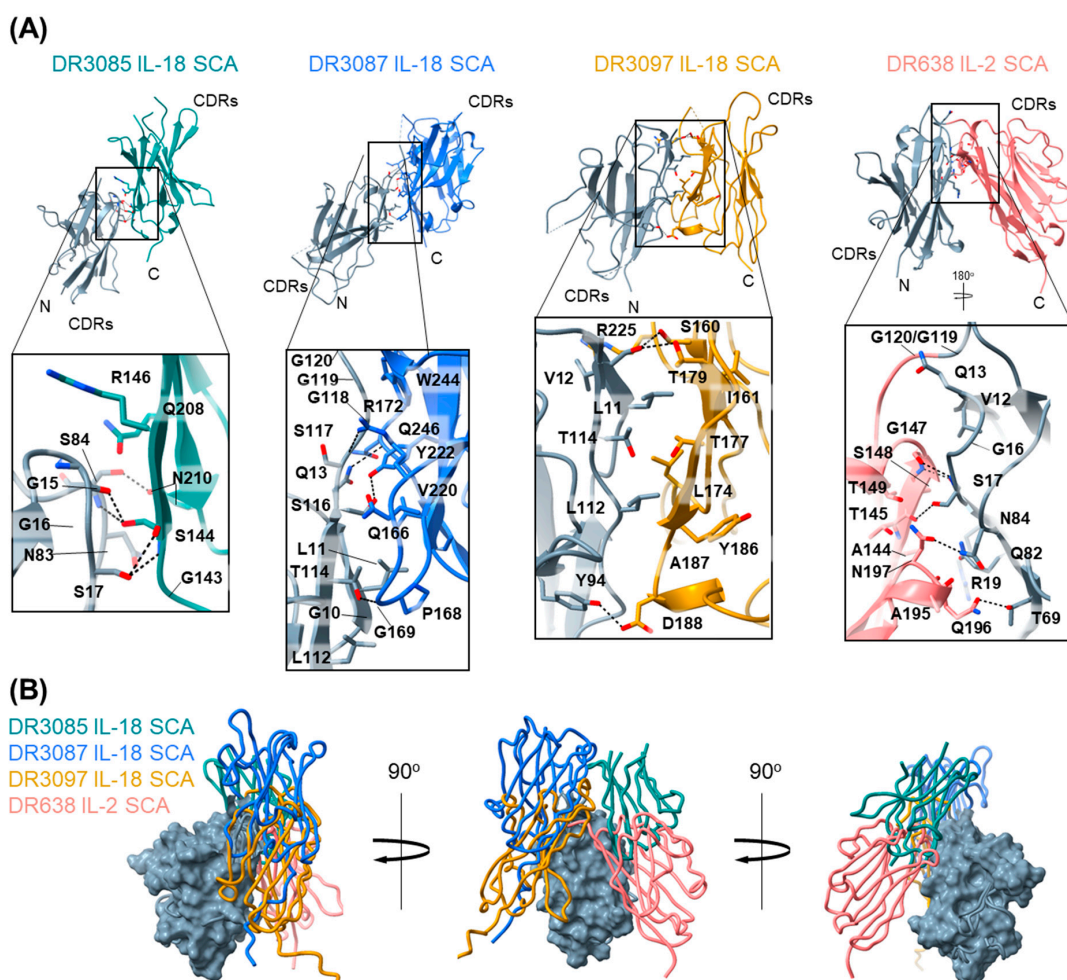 (A)
DR3085 IL-18 SCA
DR3087 IL-18 SCA
DR3097 IL-18 SCA
DR638 IL-2 SCA
CDRs
CDRs
CDRs
CDRs
N
C
CDRs
CDRs
N
C
CDRs
N
C
CDRs
N
C
180o
R146
Q208
S84
G15
N210
G16
S144
N83
S17
G143
G120
G119
G118
W244
R172
S117
Q246
Q13
Y222
V220
S116
Q166
L11
T114
G10
P168
G169
L112
R225
S160
V12
T179
I161
L11
T114
T177
L174
L112
Y186
A187
Y94
D188
G120/G119
Q13
V12
G147
G16
S148
S17
T149
T145
N84
A144
Q82
N197
R19
A195
Q196
T69
(B)
DR3085 IL-18 SCA
DR3087 IL-18 SCA
DR3097 IL-18 SCA
DR638 IL-2 SCA
90o
90o